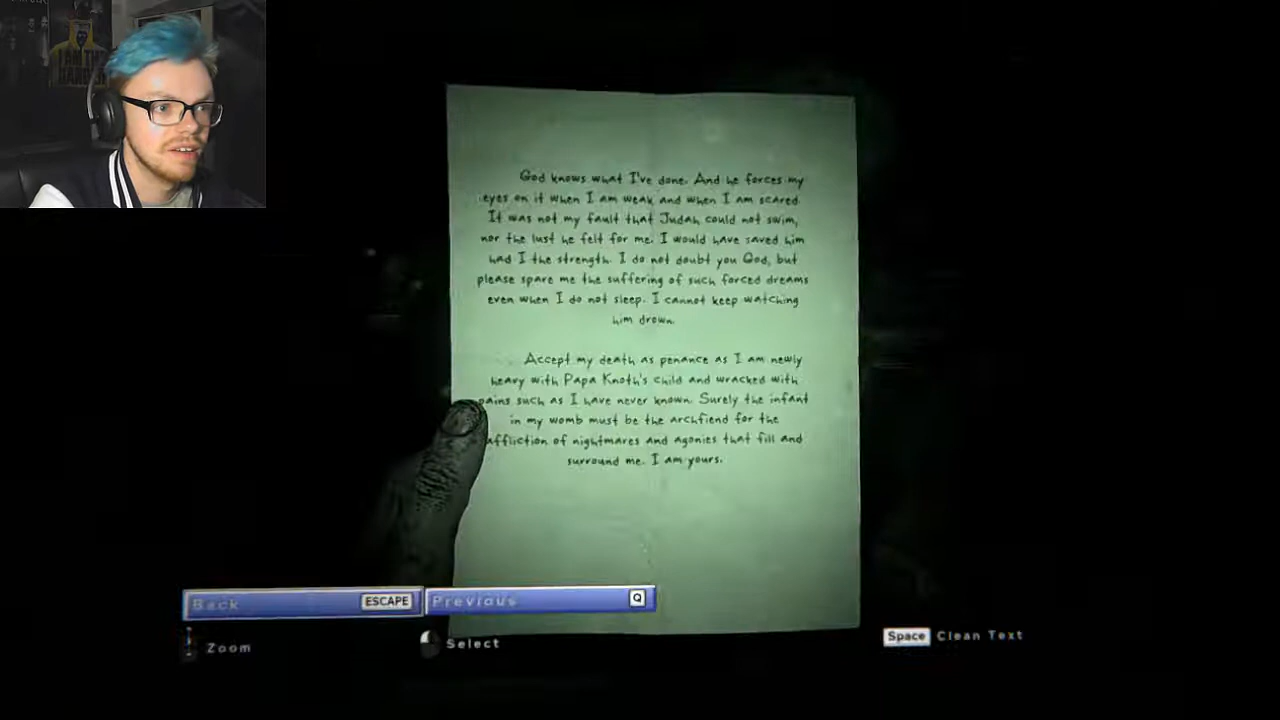 I AM THE
God knows what I've done. And he forces my
eyes on it when I am weak and when I am scared.
It was not my fault that Judah could not swim,
nor the lust he felt for me. I would have saved him
had I the strength. I do not doubt you God, but
please spare me the suffering of such forced dreams
even when I do not sleep. I cannot keep watching
him drown.
Accept my death as penance as I am newly
heavy with Papa Knoth's child and wracked with
pains such as I have never known. Surely the infant
in my womb must be the archfiend for the
affliction of nightmares and agonies that fill and
surround me. I am yours.
Back ESCAPE Previous Q
Zoom Select Space Clean Text